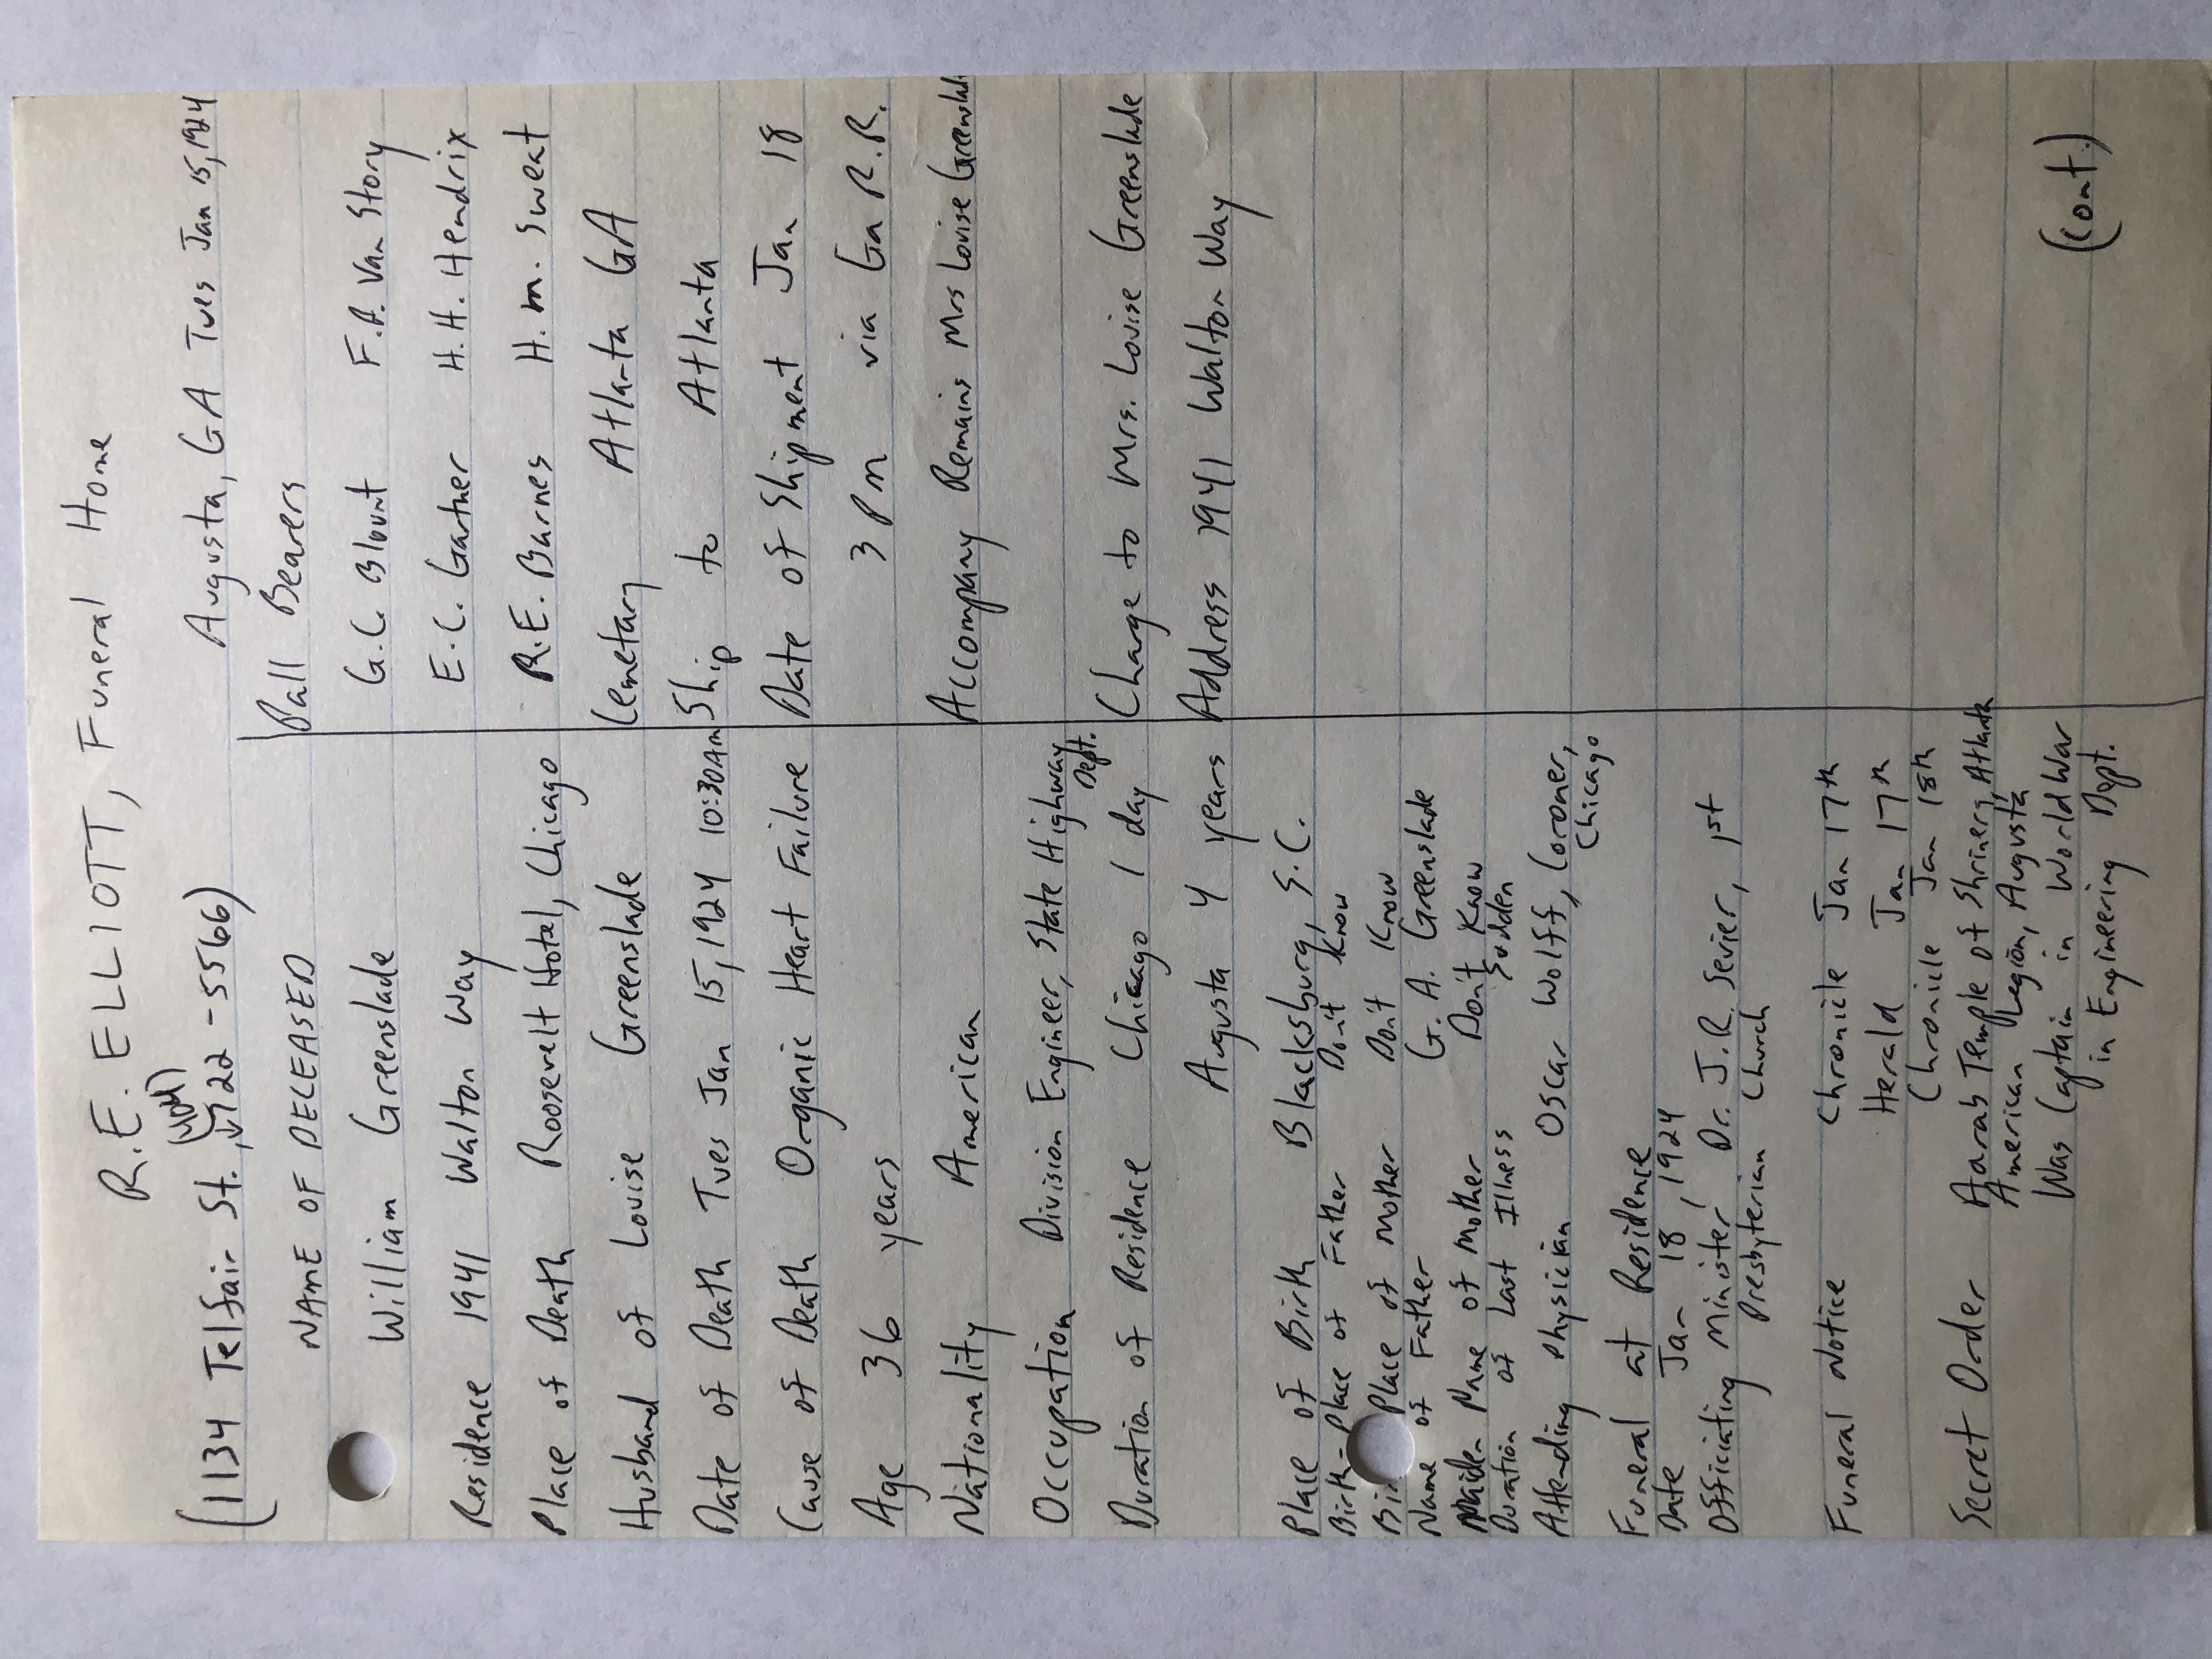 R.E. ELLIOTT, Funeral Home
(1134 Telfair St., (404) 722-5566)
Augusta, GA Tues Jan 15, 1924
NAME OF DECEASED
William Greenslade
Residence 1941 Walton Way
Place of Death Roosevelt Hotel, Chicago
Husband of Louise Greenslade
Date of Death Tues Jan 15, 1924 10:30AM
Cause of Death Organic Heart Failure
Age 36 years
Nationality American
Occupation Division Engineer, State Highway
Dept.
Duration of Residence Chicago 1 day
Augusta 4 years
Place of Birth Blacksburg, S.C.
Birth-Place of Father Don't Know
Bir Place of Mother Don't Know
Name of Father G. A. Greenslade
Maiden Name of Mother Don't Know
Duration of Last Illness Sudden
Attending Physician Oscar Wolff, Coroner,
Chicago
Funeral at Residence
Date Jan 18, 1924
Officiating Minister Dr. J.R. Sevier, 1st
Presbyterian Church
Funeral Notice Chronicle Jan 17th
Herald Jan 17th
Chronicle Jan 18th
Secret Order Aarab Temple of Shriners, Atlanta
American Legion, Augusta
Was Captain in World War
in Engineering Dept.
Pall Bearers
G.C. Blount F.A. Van Story
E.C. Gartner H.H. Hendrix
R.E. Barnes H.M. Sweat
Cemetary Atlanta GA
Ship to Atlanta
Date of Shipment Jan 18
3 PM via Ga R.R.
Accompany Remains Mrs Louise Greenslade
Charge to Mrs. Louise Greenslade
Address 1941 Walton Way
(cont.)